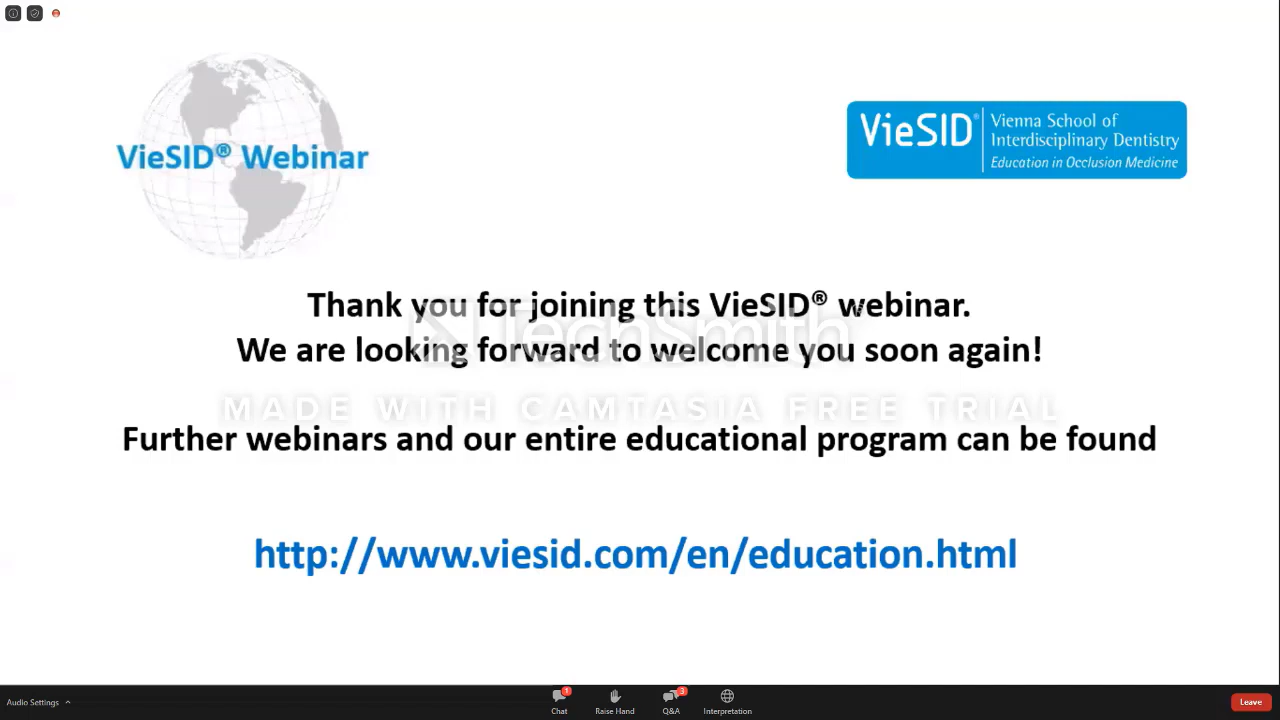 VieSID® Webinar
VieSID®
Vienna School of
Interdisciplinary Dentistry
Education in Occlusion Medicine
Thank you for joining this VieSID® webinar.
We are looking forward to welcome you soon again!
TechSmith
MADE WITH CAMTASIA FREE TRIAL
Further webinars and our entire educational program can be found
http://www.viesid.com/en/education.html
Audio Settings
1
Chat
Raise Hand
3
Q&A
Interpretation
Leave